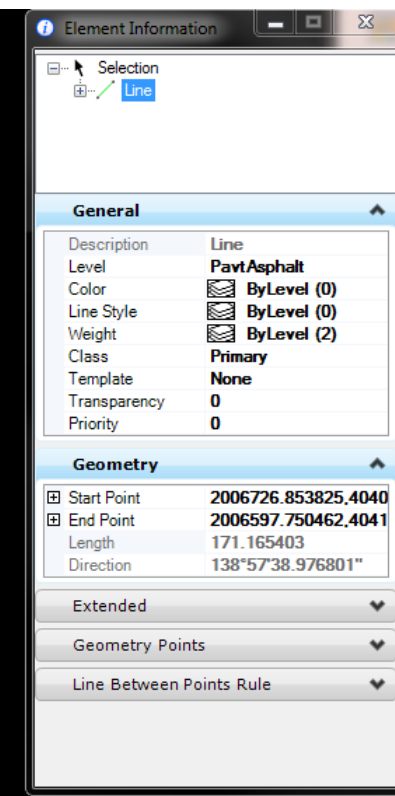 Element Information
Selection
Line
General
Description Line
Level PavtAsphalt
Color ByLevel (0)
Line Style ByLevel (0)
Weight ByLevel (2)
Class Primary
Template None
Transparency 0
Priority 0
Geometry
Start Point 2006726.853825,4040
End Point 2006597.750462,4041
Length 171.165403
Direction 138°57'38.976801"
Extended
Geometry Points
Line Between Points Rule